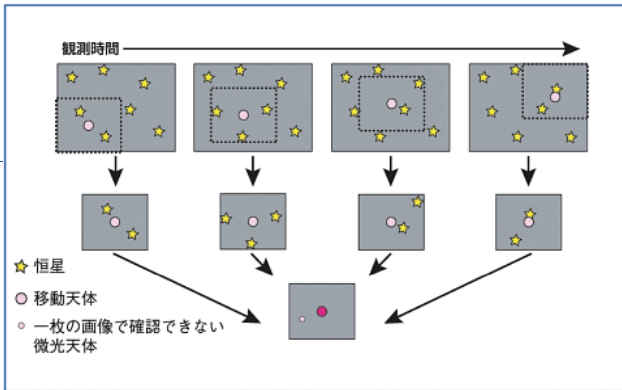 観測時間
恒星
移動天体
一枚の画像で確認できない
微光天体